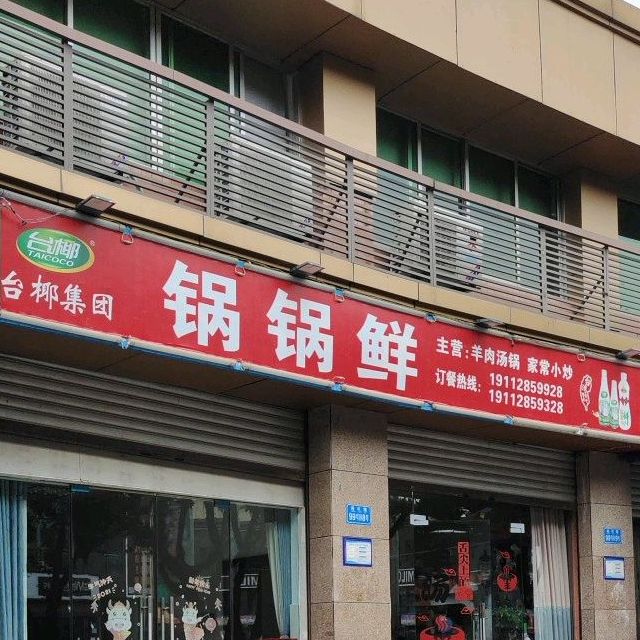 台椰
TAICOCO
台椰集团
锅锅鲜
主营:羊肉汤锅 家常小炒
订餐热线: 19112859928
19112859328